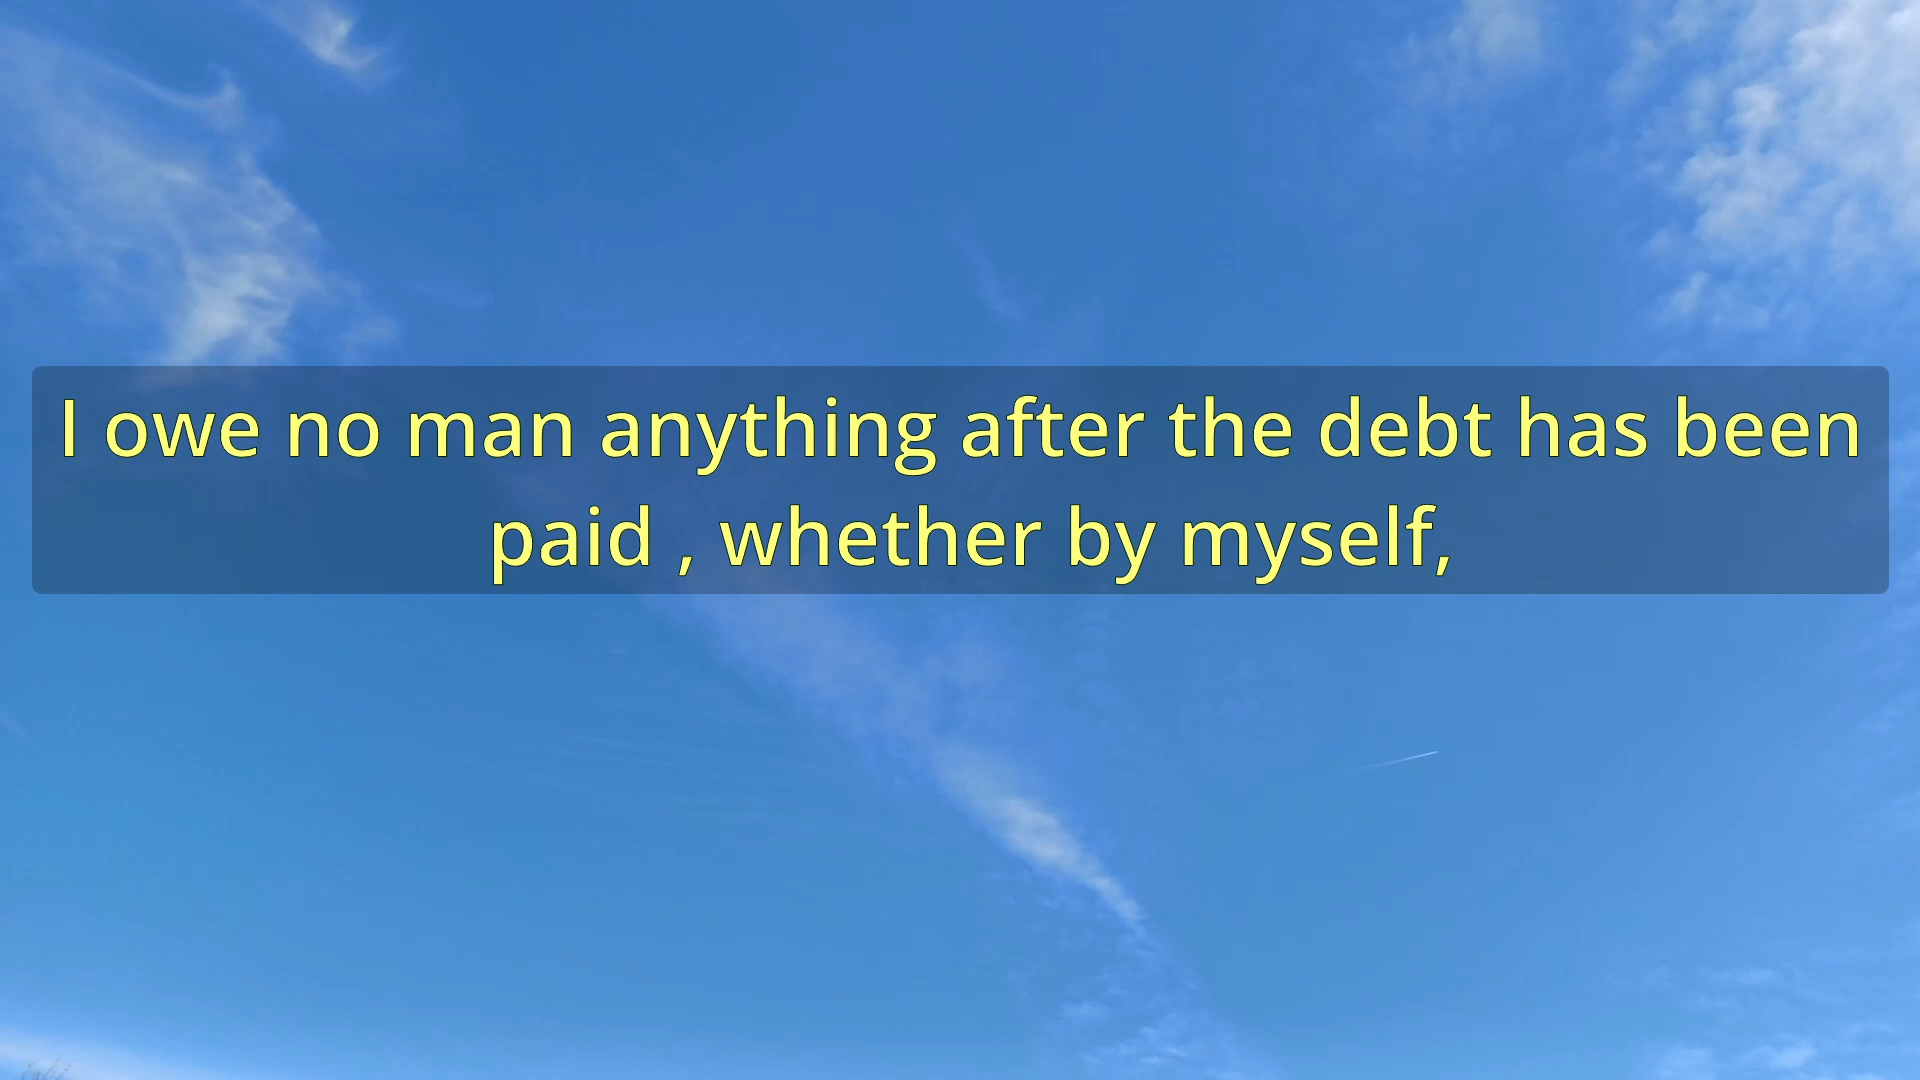 I owe no man anything after the debt has been
paid , whether by myself,